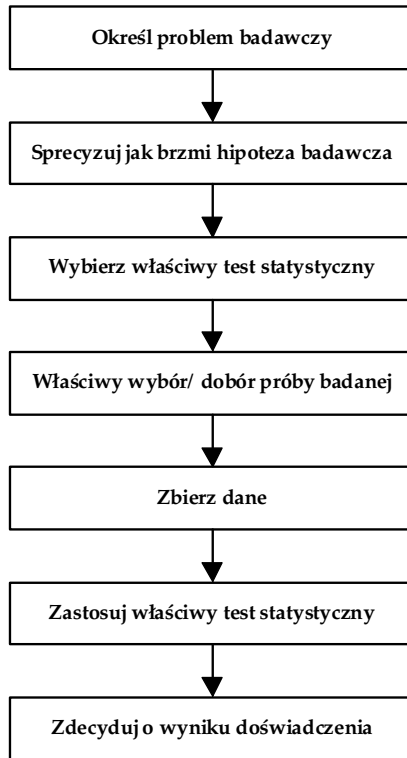 Określ problem badawczy
Sprecyzuj jak brzmi hipoteza badawcza
Wybierz właściwy test statystyczny
Właściwy wybór/ dobór próby badanej
Zbierz dane
Zastosuj właściwy test statystyczny
Zdecyduj o wyniku doświadczenia